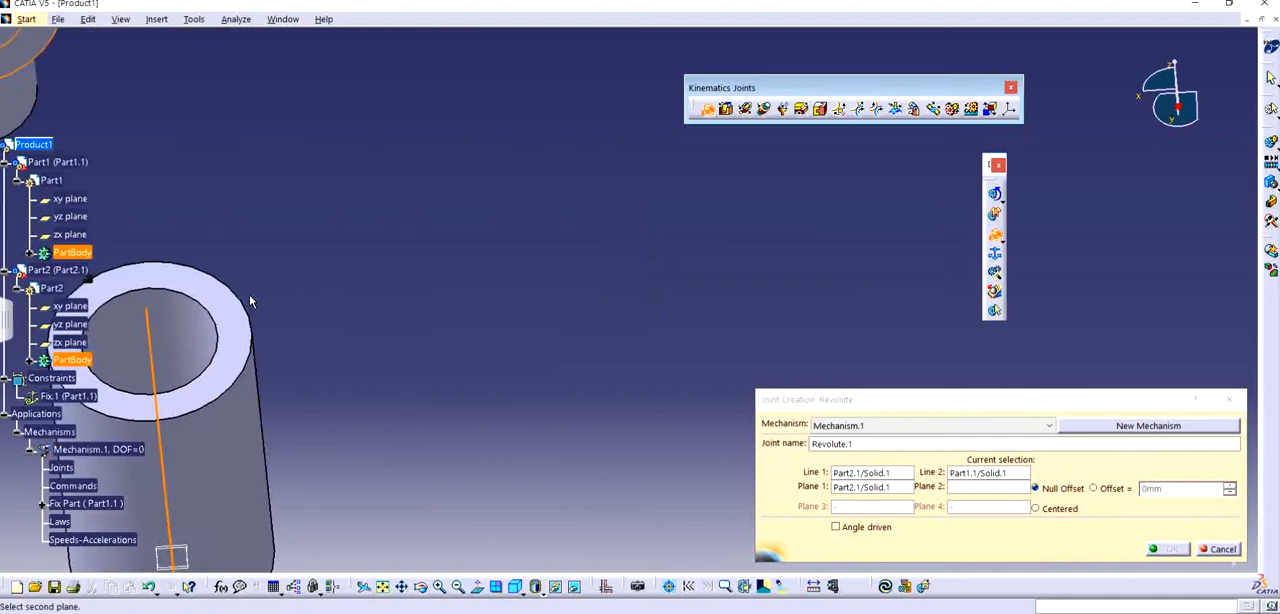 CATIA V5 - [Product1]
Start File Edit View Insert Tools Analyze Window Help
Kinematics Joints
Product1
Part1 (Part1.1)
Part1
xy plane
yz plane
zx plane
PartBody
Part2 (Part2.1)
Part2
xy plane
yz plane
zx plane
PartBody
Constraints
Fix.1 (Part1.1)
Applications
Mechanisms
Mechanism.1, DOF=0
Joints
Commands
Fix Part ( Part1.1 )
Laws
Speeds-Accelerations
z
x
y
Joint Creation: Revolute
Mechanism: Mechanism.1 New Mechanism
Joint name: Revolute.1
Current selection:
Line 1: Part2.1/Solid.1 Line 2: Part1.1/Solid.1
Plane 1: Part2.1/Solid.1 Plane 2: Null Offset Offset = 0mm
Plane 3: - Plane 4: - Centered
Angle driven
OK Cancel
f(x)
Select second plane.